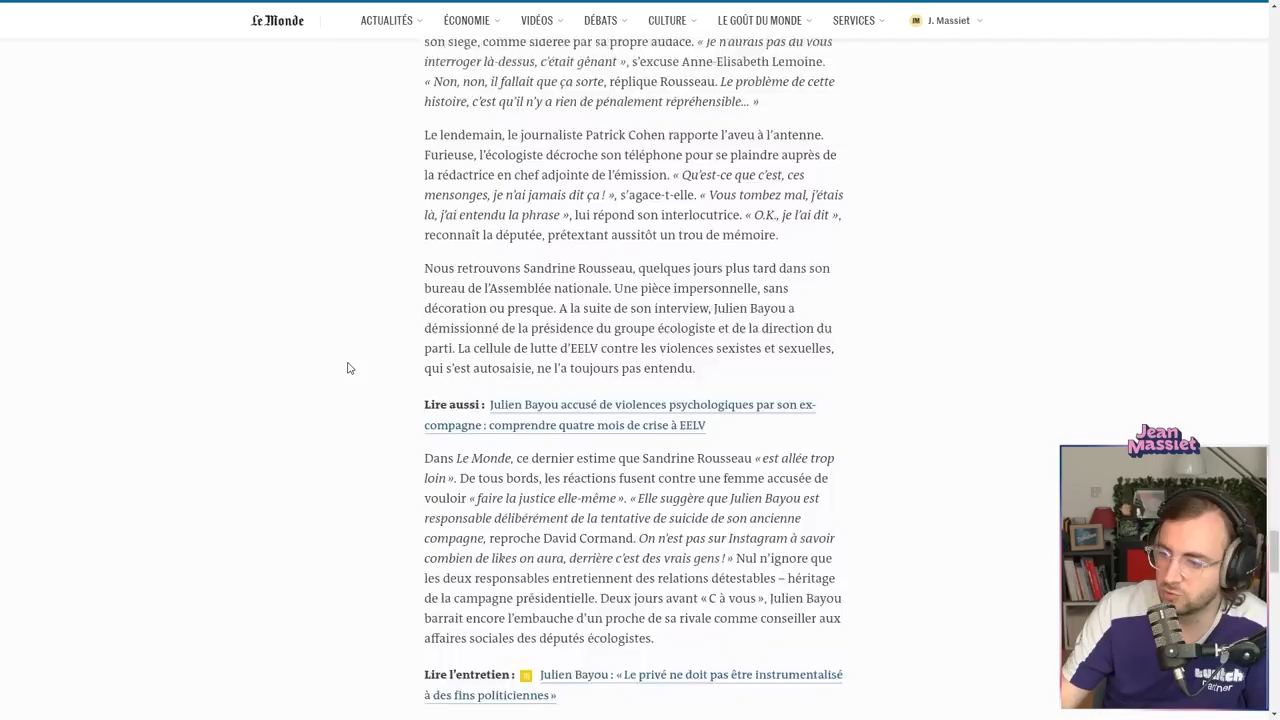 Le Monde
ACTUALITÉS
ÉCONOMIE
VIDÉOS
DÉBATS
CULTURE
LE GOÛT DU MONDE
SERVICES
JM
J. Massiet
son siège, comme sidérée par sa propre audace. « Je n'aurais pas dû vous
interroger là-dessus, c'était gênant », s'excuse Anne-Elisabeth Lemoine.
« Non, non, il fallait que ça sorte, réplique Rousseau. Le problème de cette
histoire, c'est qu'il n'y a rien de pénalement répréhensible… »
Le lendemain, le journaliste Patrick Cohen rapporte l'aveu à l'antenne.
Furieuse, l'écologiste décroche son téléphone pour se plaindre auprès de
la rédactrice en chef adjointe de l'émission. « Qu'est-ce que c'est, ces
mensonges, je n'ai jamais dit ça ! », s'agace-t-elle. « Vous tombez mal, j'étais
là, j'ai entendu la phrase », lui répond son interlocutrice. « O.K., je l'ai dit »,
reconnaît la députée, prétextant aussitôt un trou de mémoire.
Nous retrouvons Sandrine Rousseau, quelques jours plus tard dans son
bureau de l'Assemblée nationale. Une pièce impersonnelle, sans
décoration ou presque. A la suite de son interview, Julien Bayou a
démissionné de la présidence du groupe écologiste et de la direction du
parti. La cellule de lutte d'EELV contre les violences sexistes et sexuelles,
qui s'est autosaisie, ne l'a toujours pas entendu.
Lire aussi : Julien Bayou accusé de violences psychologiques par son ex-
compagne : comprendre quatre mois de crise à EELV
Dans Le Monde, ce dernier estime que Sandrine Rousseau « est allée trop
loin ». De tous bords, les réactions fusent contre une femme accusée de
vouloir « faire la justice elle-même ». « Elle suggère que Julien Bayou est
responsable délibérément de la tentative de suicide de son ancienne
compagne, reproche David Cormand. On n'est pas sur Instagram à savoir
combien de likes on aura, derrière c'est des vrais gens ! » Nul n'ignore que
les deux responsables entretiennent des relations détestables – héritage
de la campagne présidentielle. Deux jours avant « C à vous », Julien Bayou
barrait encore l'embauche d'un proche de sa rivale comme conseiller aux
affaires sociales des députés écologistes.
Lire l'entretien : Julien Bayou : « Le privé ne doit pas être instrumentalisé
à des fins politiciennes »
Jean
Massiet
twitch
Partner